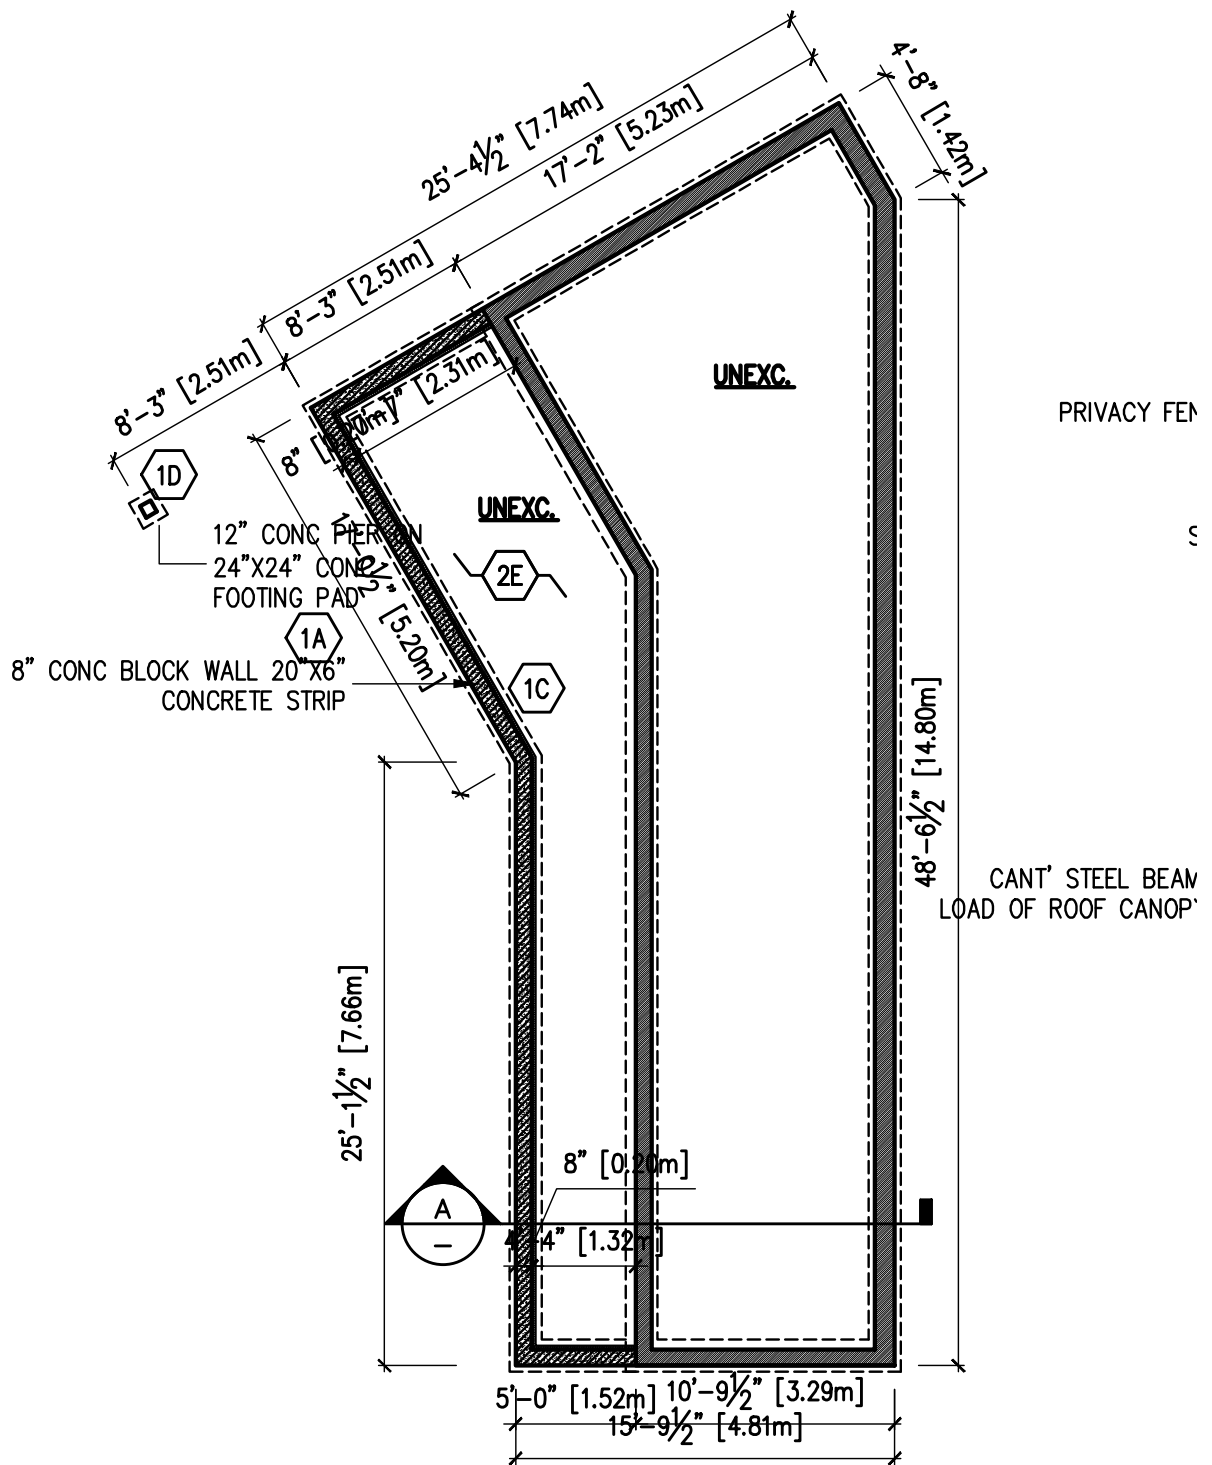 25'-4½" [7.74m]
17'-2" [5.23m]
4'-8" [1.42m]
8'-3" [2.51m]
8'-3" [2.51m]
[2.31m]
8"
UNEXC.
PRIVACY FEN
1D
UNEXC.
12" CONC PIER ON
24"X24" CONC
FOOTING PAD
2E
[5.20m]
1A
8" CONC BLOCK WALL 20"X6"
CONCRETE STRIP
1C
48'-6½" [14.80m]
CANT' STEEL BEAM
LOAD OF ROOF CANOPY
25'-1½" [7.66m]
8" [0.20m]
A
–
4'-4" [1.32m]
5'-0" [1.52m]
10'-9½" [3.29m]
15'-9½" [4.81m]